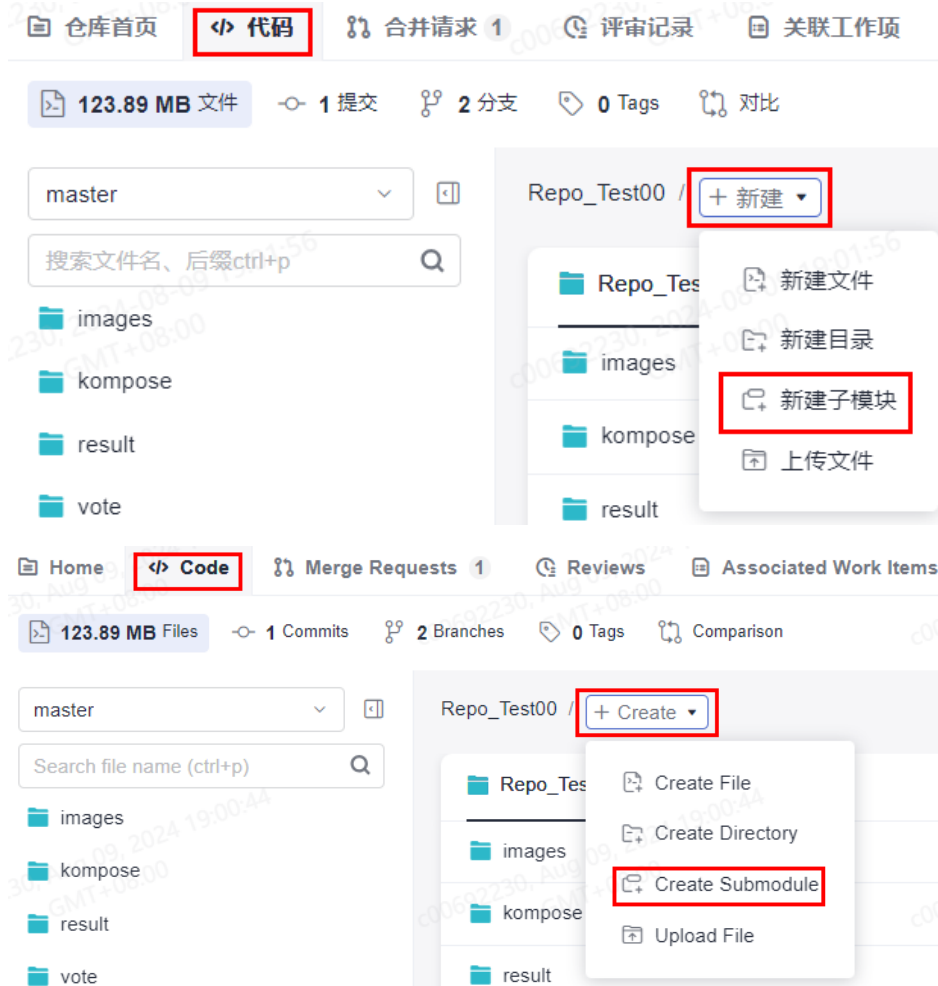 仓库首页 代码 合并请求 1 评审记录 关联工作项
123.89 MB 文件 1 提交 2 分支 0 Tags 对比
master
Repo_Test00 / + 新建
搜索文件名、后缀ctrl+p
Repo_Tes
新建文件
images
images
新建目录
kompose
新建子模块
kompose
result
上传文件
vote
result
Home Code Merge Requests 1 Reviews Associated Work Items
123.89 MB Files 1 Commits 2 Branches 0 Tags Comparison
master
Repo_Test00 / + Create
Search file name (ctrl+p)
Repo_Tes
Create File
images
images
Create Directory
kompose
Create Submodule
kompose
result
Upload File
vote
result